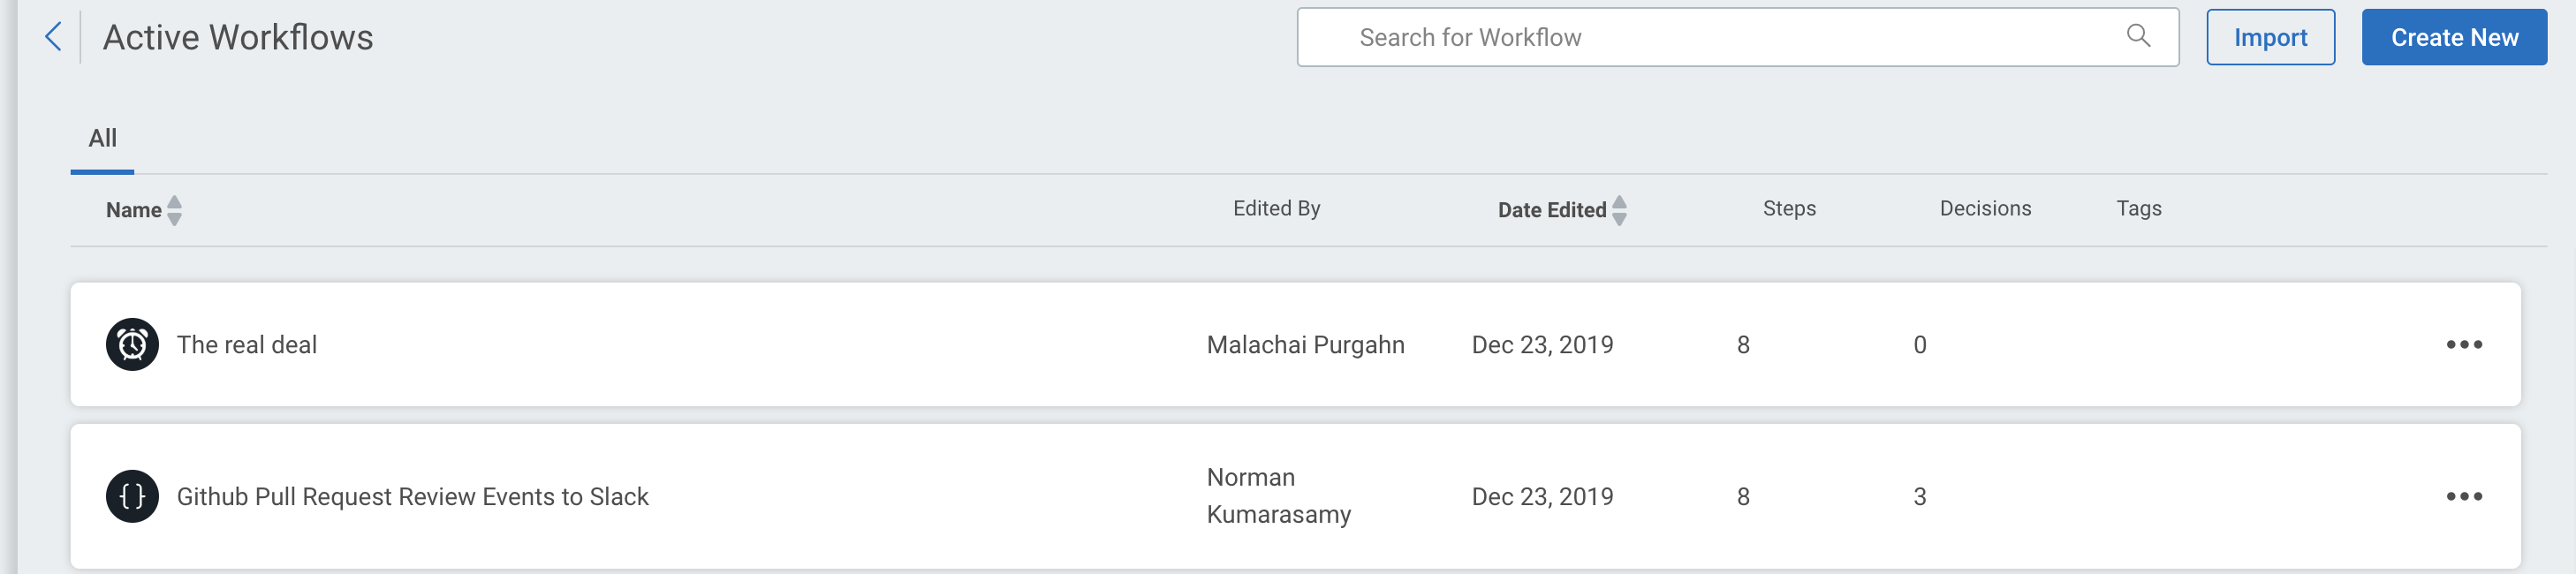 Active Workflows
Search for Workflow
Import
Create New
All
Name
Edited By
Date Edited
Steps
Decisions
Tags
The real deal
Malachai Purgahn
Dec 23, 2019
8
0
{}
Github Pull Request Review Events to Slack
Norman
Kumarasamy
Dec 23, 2019
8
3